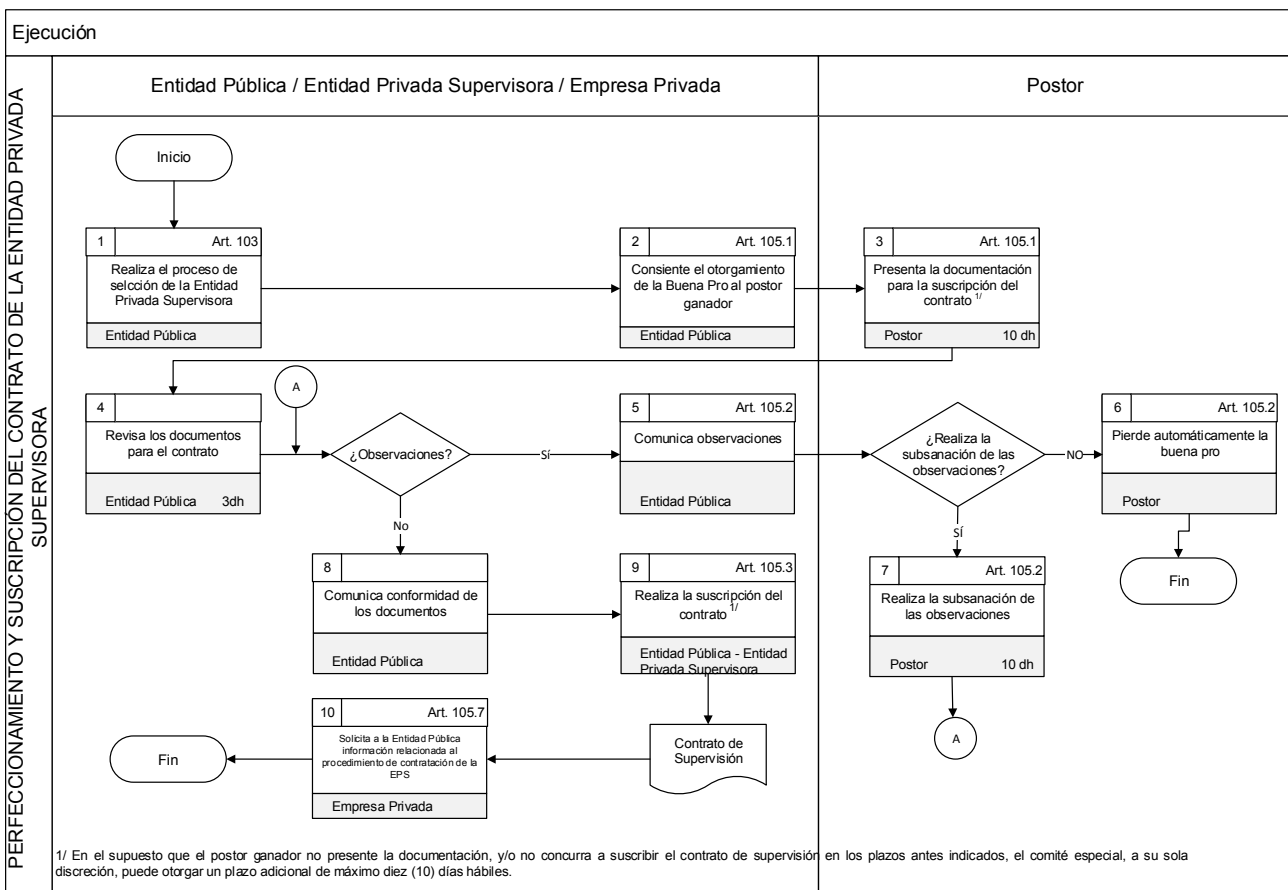 Ejecución
PERFECCIONAMIENTO Y SUSCRIPCIÓN DEL CONTRATO DE LA ENTIDAD PRIVADA
SUPERVISORA
Entidad Pública / Entidad Privada Supervisora / Empresa Privada
Postor
Inicio
1
Art. 103
Realiza el proceso de
selcción de la Entidad
Privada Supervisora
Entidad Pública
2
Art. 105.1
Consiente el otorgamiento
de la Buena Pro al postor
ganador
Entidad Pública
3
Art. 105.1
Presenta la documentación
para la suscripción del
contrato 1/
Postor 10 dh
4
Revisa los documentos
para el contrato
Entidad Pública 3dh
A
¿Observaciones?
Sí
No
5
Art. 105.2
Comunica observaciones
Entidad Pública
¿Realiza la
subsanación de las
observaciones?
NO
SÍ
6
Art. 105.2
Pierde automáticamente la
buena pro
Postor
Fin
7
Art. 105.2
Realiza la subsanación de
las observaciones
Postor 10 dh
A
8
Comunica conformidad de
los documentos
Entidad Pública
9
Art. 105.3
Realiza la suscripción del
contrato 1/
Entidad Pública - Entidad
Privada Supervisora
Contrato de
Supervisión
10
Art. 105.7
Solicita a la Entidad Pública
información relacionada al
procedimiento de contratación de la
EPS
Empresa Privada
Fin
1/ En el supuesto que el postor ganador no presente la documentación, y/o no concurra a suscribir el contrato de supervisión en los plazos antes indicados, el comité especial, a su sola
discreción, puede otorgar un plazo adicional de máximo diez (10) días hábiles.